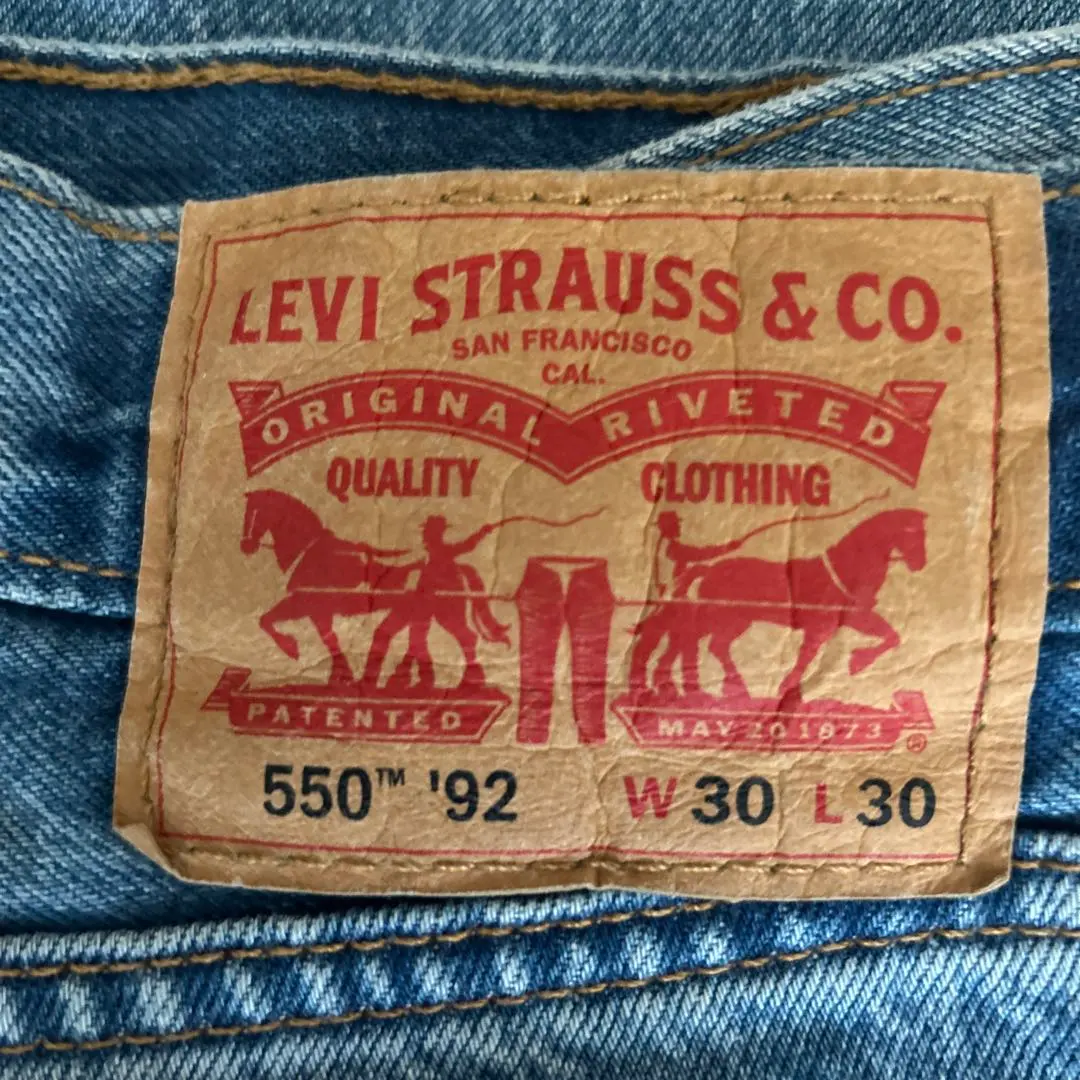 LEVI STRAUSS & CO.
SAN FRANCISCO
CAL.
ORIGINAL RIVETED
QUALITY CLOTHING
PATENTED MAY 20 1873 ®
550™ '92 W 30 L 30